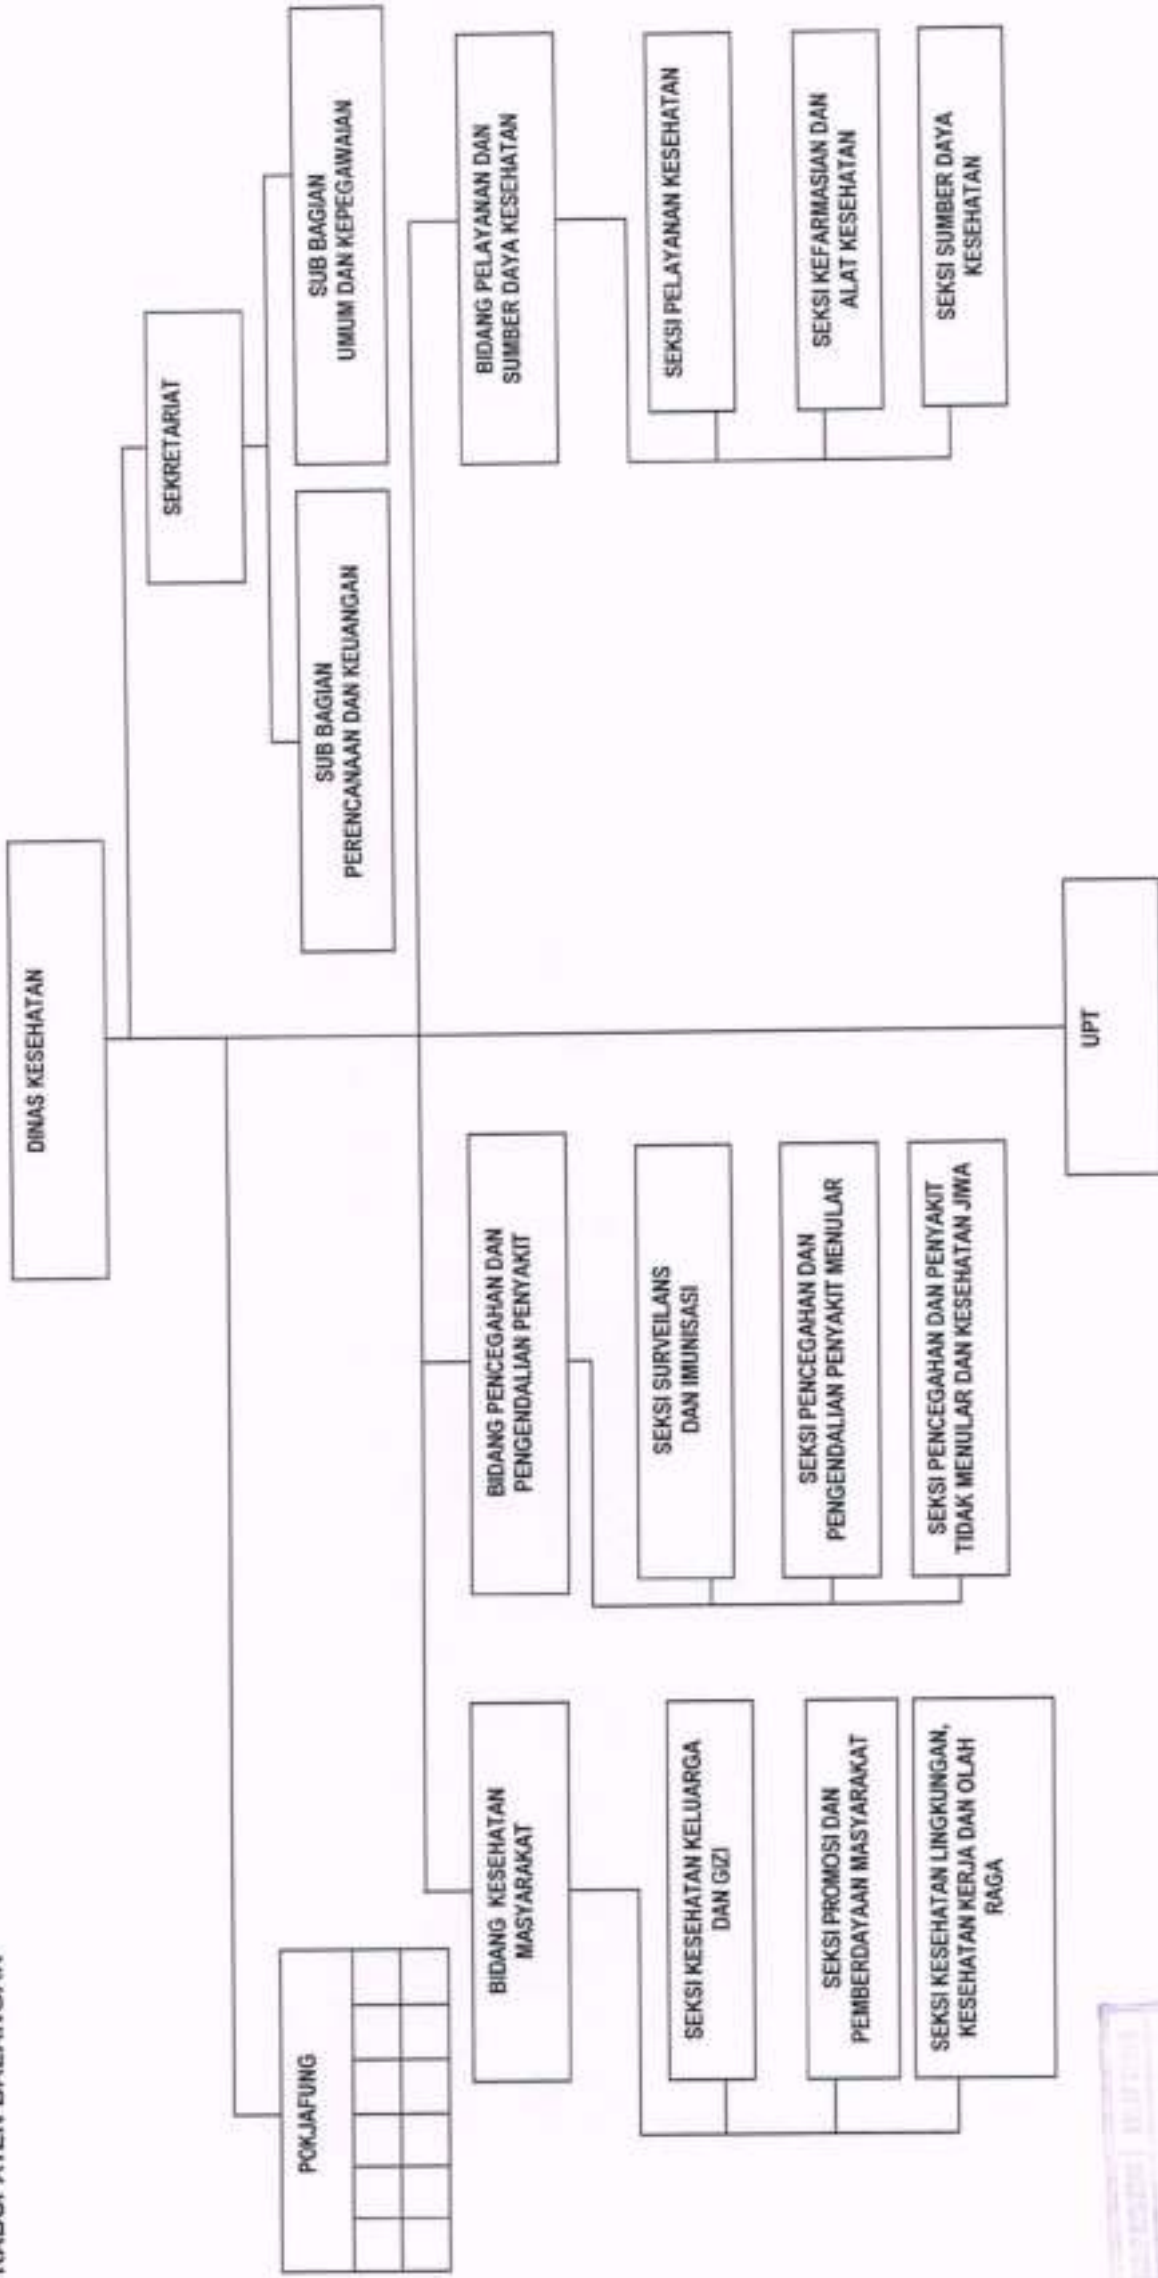 DINAS KESEHATAN
SEKRETARIAT
SUB BAGIAN
PERENCANAAN DAN KEUANGAN
SUB BAGIAN
UMUM DAN KEPEGAWAIAN
POKJAFUNG
BIDANG KESEHATAN
MASYARAKAT
SEKSI KESEHATAN KELUARGA
DAN GIZI
SEKSI PROMOSI DAN
PEMBERDAYAAN MASYARAKAT
SEKSI KESEHATAN LINGKUNGAN,
KESEHATAN KERJA DAN OLAH
RAGA
BIDANG PENCEGAHAN DAN
PENGENDALIAN PENYAKIT
SEKSI SURVEILANS
DAN IMUNISASI
SEKSI PENCEGAHAN DAN
PENGENDALIAN PENYAKIT MENULAR
SEKSI PENCEGAHAN DAN PENYAKIT
TIDAK MENULAR DAN KESEHATAN JIWA
BIDANG PELAYANAN DAN
SUMBER DAYA KESEHATAN
SEKSI PELAYANAN KESEHATAN
SEKSI KEFARMASIAN DAN
ALAT KESEHATAN
SEKSI SUMBER DAYA
KESEHATAN
UPT